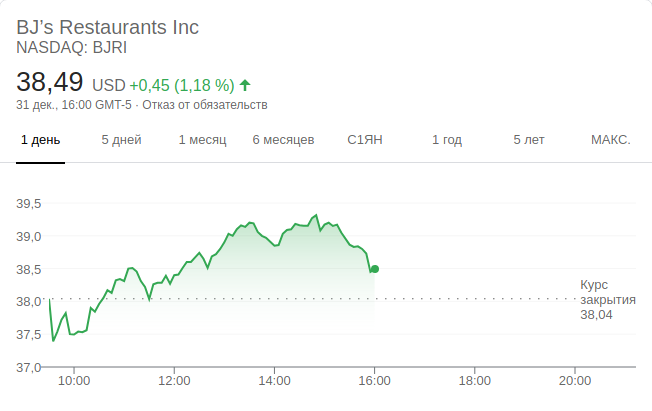 BJ’s Restaurants Inc
NASDAQ: BJRI
38,49 USD +0,45 (1,18 %)
31 дек., 16:00 GMT-5 · Отказ от обязательств
1 день 5 дней 1 месяц 6 месяцев С1ЯН 1 год 5 лет МАКС.
39,5
39,0
38,5
38,0
37,5
37,0
Курс
закрытия
38,04
10:00 12:00 14:00 16:00 18:00 20:00